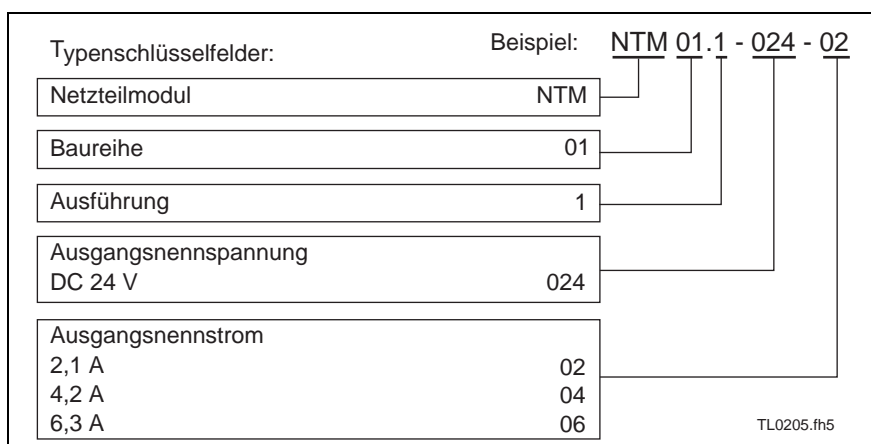 Typenschlüsselfelder: Beispiel: NTM 01.1 - 024 - 02
Netzteilmodul NTM
Baureihe 01
Ausführung 1
Ausgangsnennspannung
DC 24 V 024
Ausgangsnennstrom
2,1 A 02
4,2 A 04
6,3 A 06
TL0205.fh5